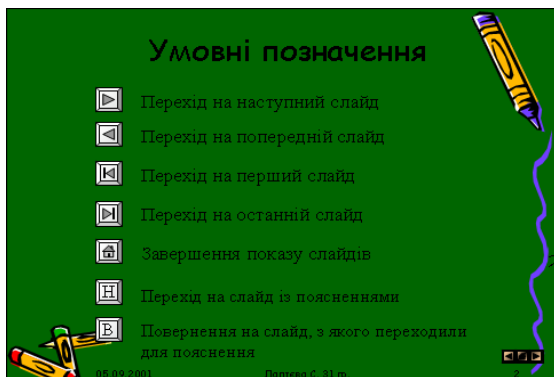 Умовні позначення
Перехід на наступний слайд
Перехід на попередній слайд
Перехід на перший слайд
Перехід на останній слайд
Завершення показу слайдів
Н Перехід на слайд із поясненнями
В Повернення на слайд, з якого переходили
для пояснення
05.09.2001 С. 31 2